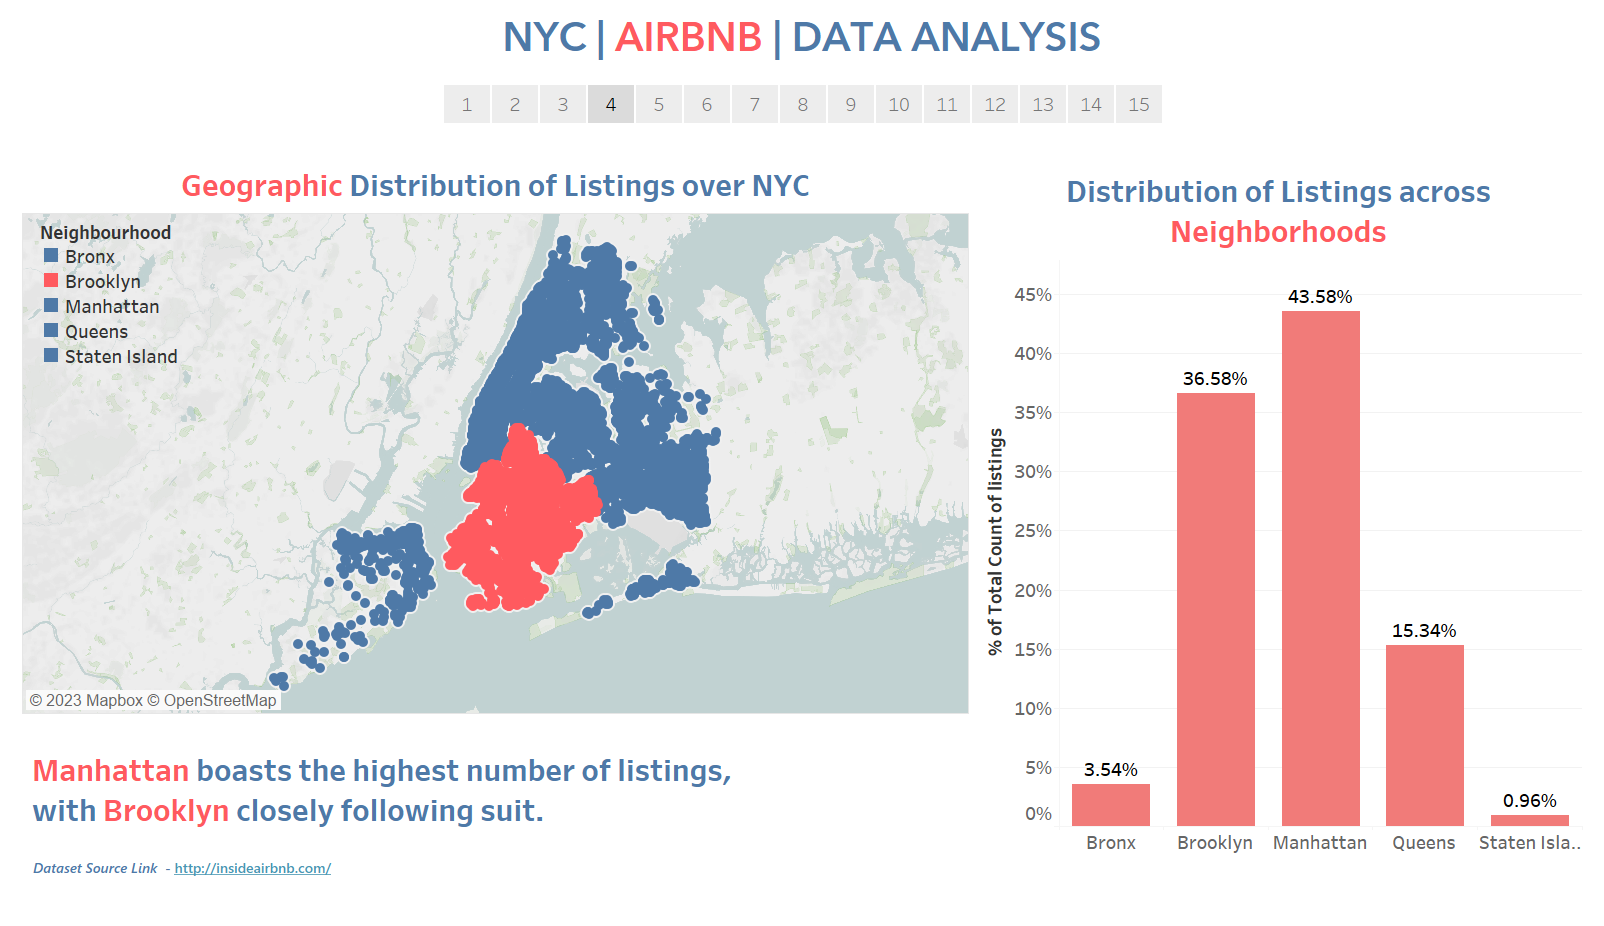 NYC | AIRBNB | DATA ANALYSIS
1 2 3 4 5 6 7 8 9 10 11 12 13 14 15
Geographic Distribution of Listings over NYC
Neighbourhood
Bronx
Brooklyn
Manhattan
Queens
Staten Island
© 2023 Mapbox © OpenStreetMap
Manhattan boasts the highest number of listings,
with Brooklyn closely following suit.
Dataset Source Link - http://insideairbnb.com/
Distribution of Listings across
Neighborhoods
% of Total Count of listings
45%
40%
35%
30%
25%
20%
15%
10%
5%
0%
3.54%
36.58%
43.58%
15.34%
0.96%
Bronx
Brooklyn
Manhattan
Queens
Staten Isla..